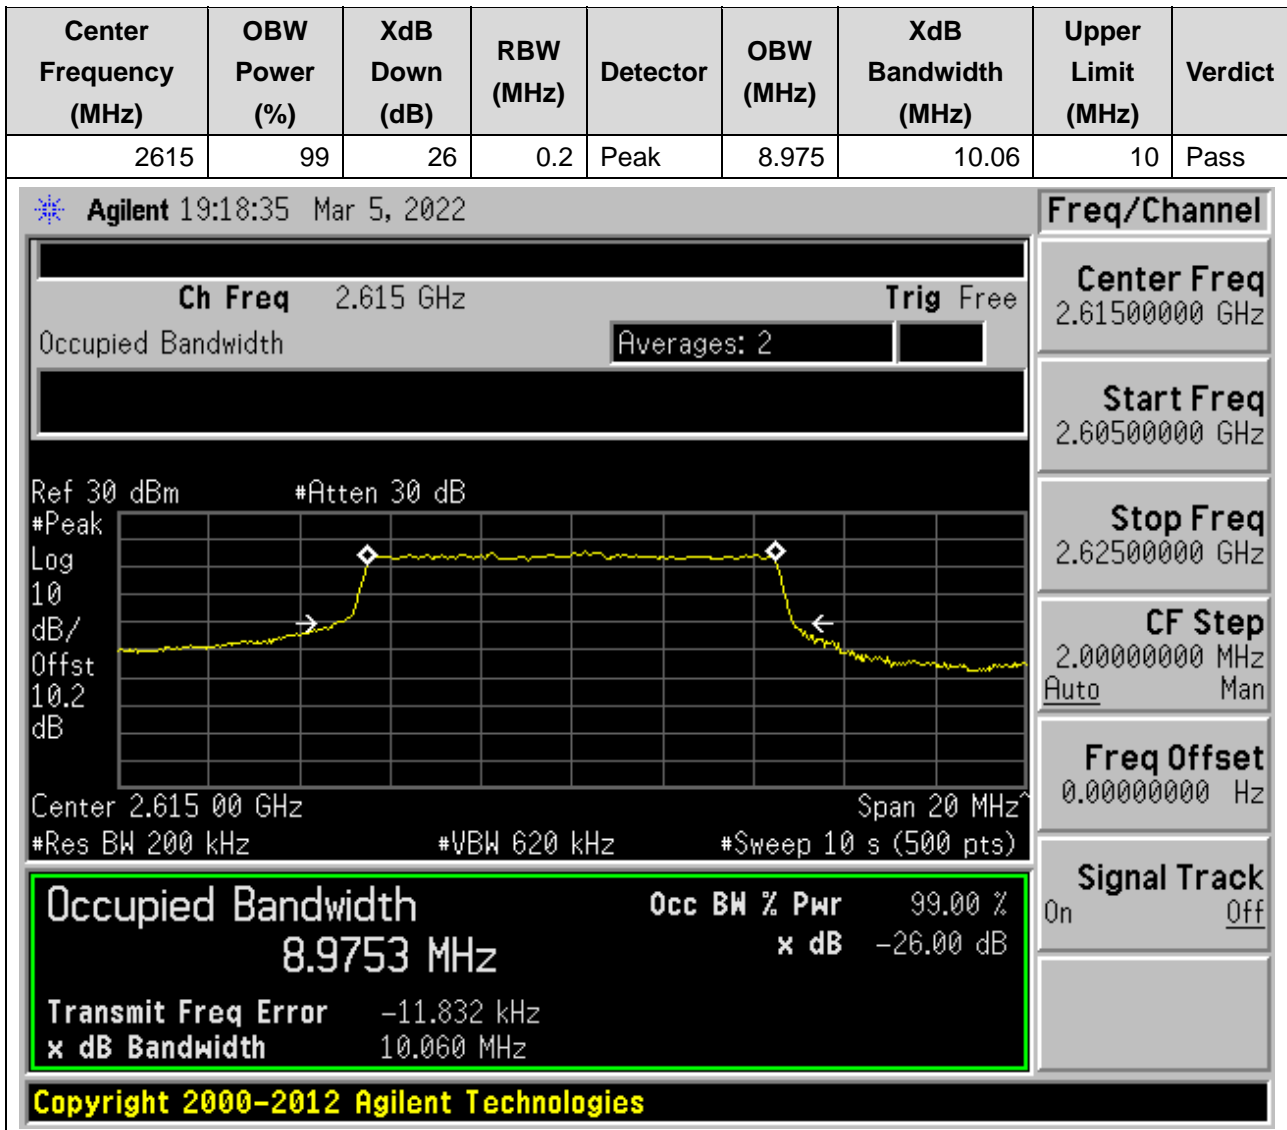 Center Frequency (MHz) OBW Power (%) XdB Down (dB) RBW (MHz) Detector OBW (MHz) XdB Bandwidth (MHz) Upper Limit (MHz) Verdict
2615 99 26 0.2 Peak 8.975 10.06 10 Pass
Agilent 19:18:35 Mar 5, 2022
Freq/Channel
Ch Freq 2.615 GHz Trig Free
Occupied Bandwidth Averages: 2
Ref 30 dBm #Atten 30 dB
#Peak
Log
10
dB/
Offst
10.2
dB
Center 2.615 00 GHz Span 20 MHz^
#Res BW 200 kHz #VBW 620 kHz #Sweep 10 s (500 pts)
Occupied Bandwidth Occ BW % Pwr 99.00 %
8.9753 MHz x dB -26.00 dB
Transmit Freq Error -11.832 kHz
x dB Bandwidth 10.060 MHz
Center Freq
2.61500000 GHz
Start Freq
2.60500000 GHz
Stop Freq
2.62500000 GHz
CF Step
2.00000000 MHz
Auto Man
Freq Offset
0.00000000 Hz
Signal Track
On Off
Copyright 2000-2012 Agilent Technologies